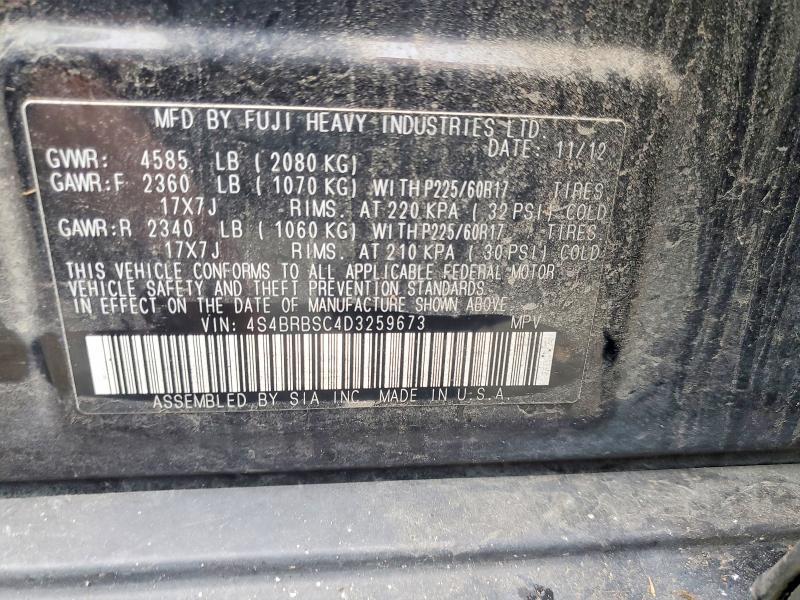 MFD BY FUJI HEAVY INDUSTRIES LTD.
DATE: 11/12
GVWR: 4585 LB ( 2080 KG)
GAWR:F 2360 LB ( 1070 KG) WITH P225/60R17 TIRES
17X7J RIMS. AT 220 KPA ( 32 PSI) COLD
GAWR:R 2340 LB ( 1060 KG) WITH P225/60R17 TIRES.
17X7J RIMS. AT 210 KPA ( 30 PSI) COLD
THIS VEHICLE CONFORMS TO ALL APPLICABLE FEDERAL MOTOR
VEHICLE SAFETY AND THEFT PREVENTION STANDARDS
IN EFFECT ON THE DATE OF MANUFACTURE SHOWN ABOVE.
VIN: 4S4BRBSC4D3259673 MPV
ASSEMBLED BY SIA INC. MADE IN U.S.A.